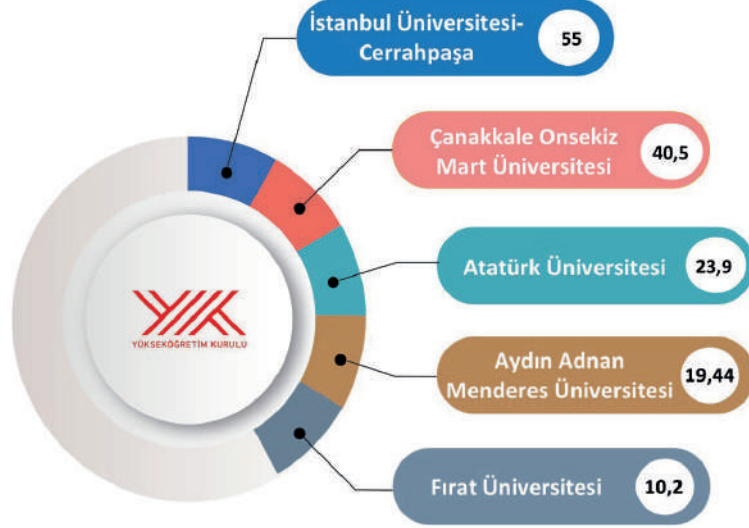 İstanbul Üniversitesi-
Cerrahpaşa
55
Çanakkale Onsekiz
Mart Üniversitesi
40,5
Atatürk Üniversitesi
23,9
Aydın Adnan
Menderes Üniversitesi
19,44
Fırat Üniversitesi
10,2
YÜKSEKÖĞRETİM KURULU